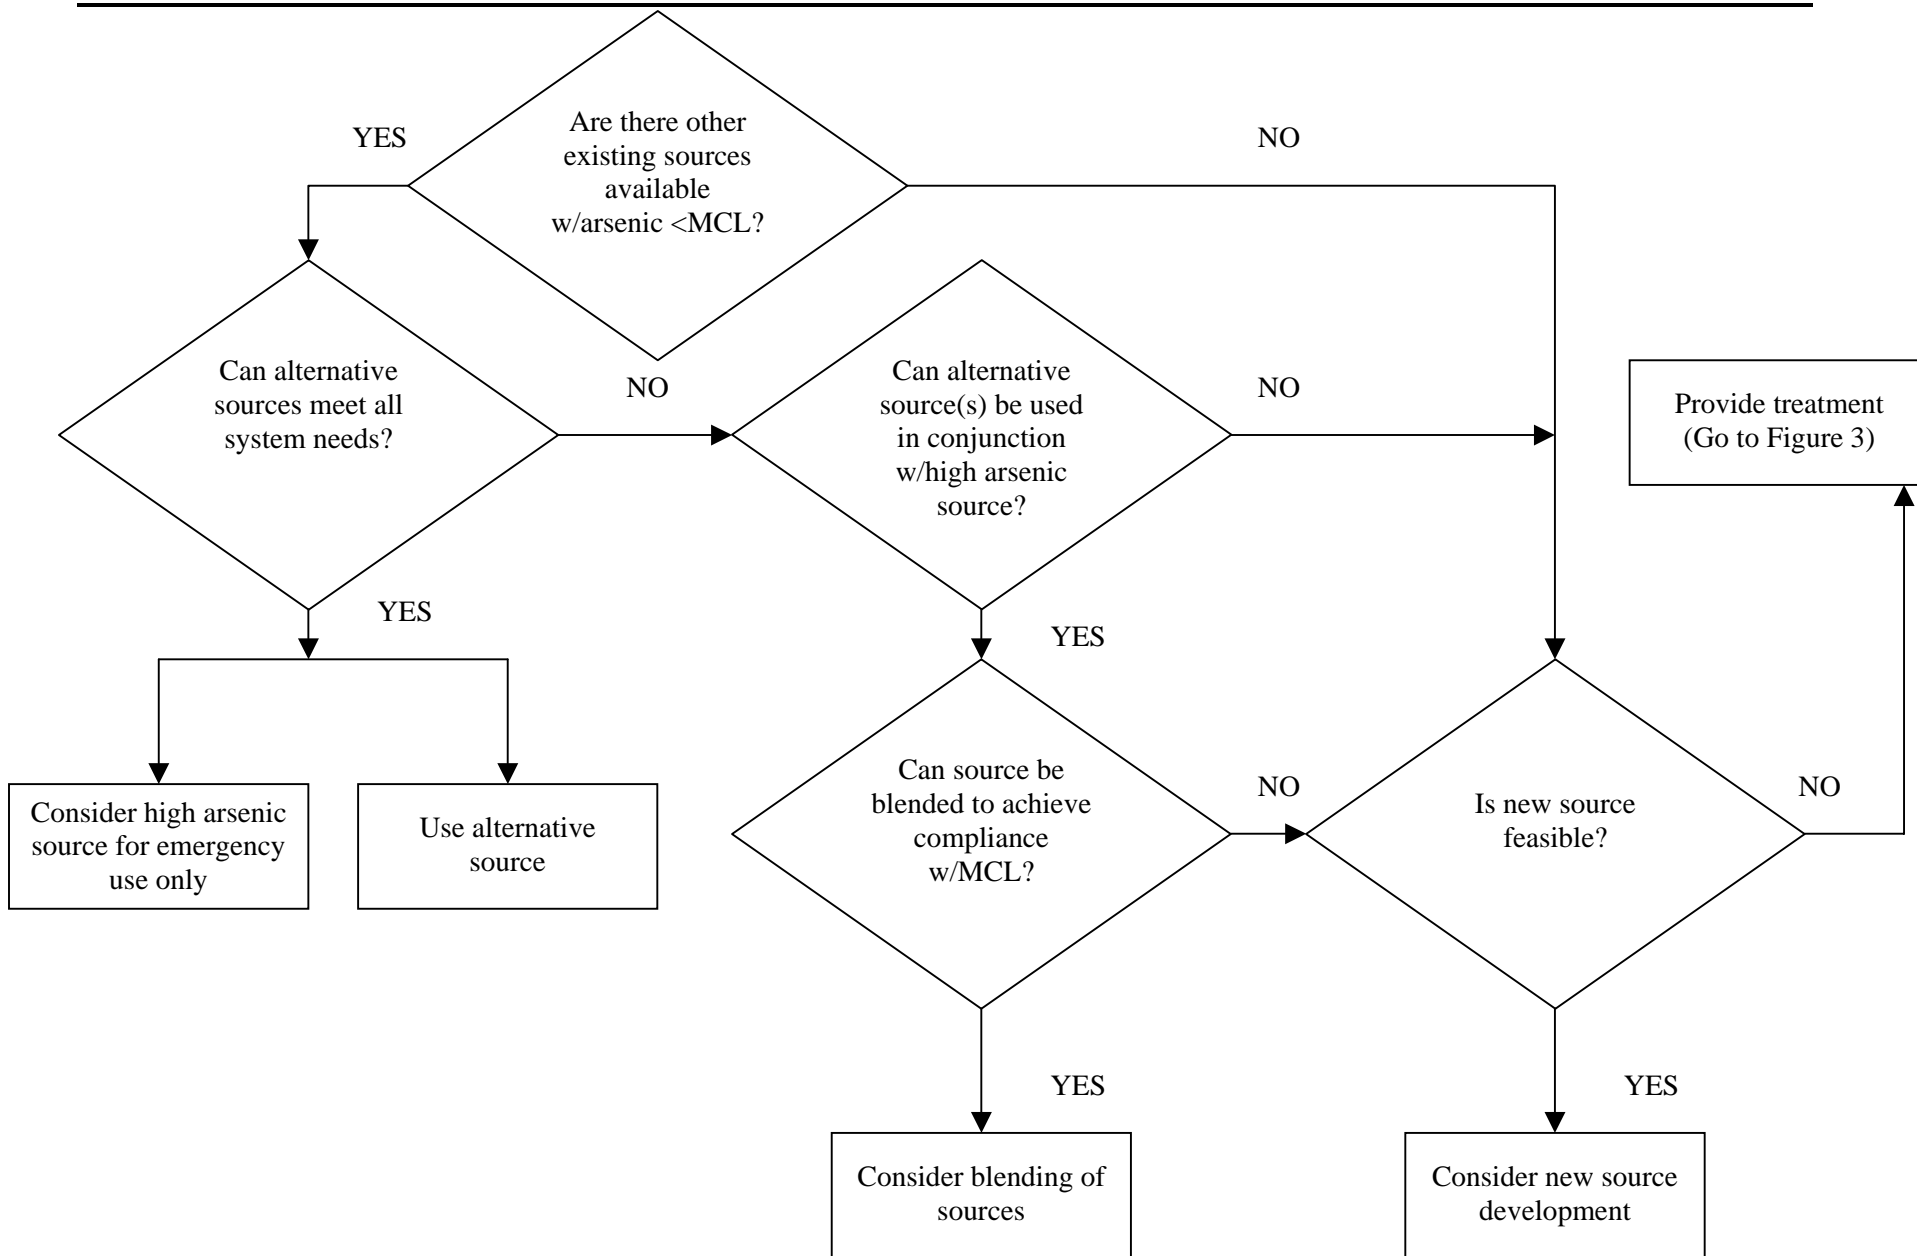 YES
Are there other
existing sources
available
w/arsenic <MCL?
NO
Can alternative
sources meet all
system needs?
NO
Can alternative
source(s) be used
in conjunction
w/high arsenic
source?
NO
Provide treatment
(Go to Figure 3)
YES
YES
Consider high arsenic
source for emergency
use only
Use alternative
source
Can source be
blended to achieve
compliance
w/MCL?
NO
Is new source
feasible?
NO
YES
YES
Consider blending of
sources
Consider new source
development